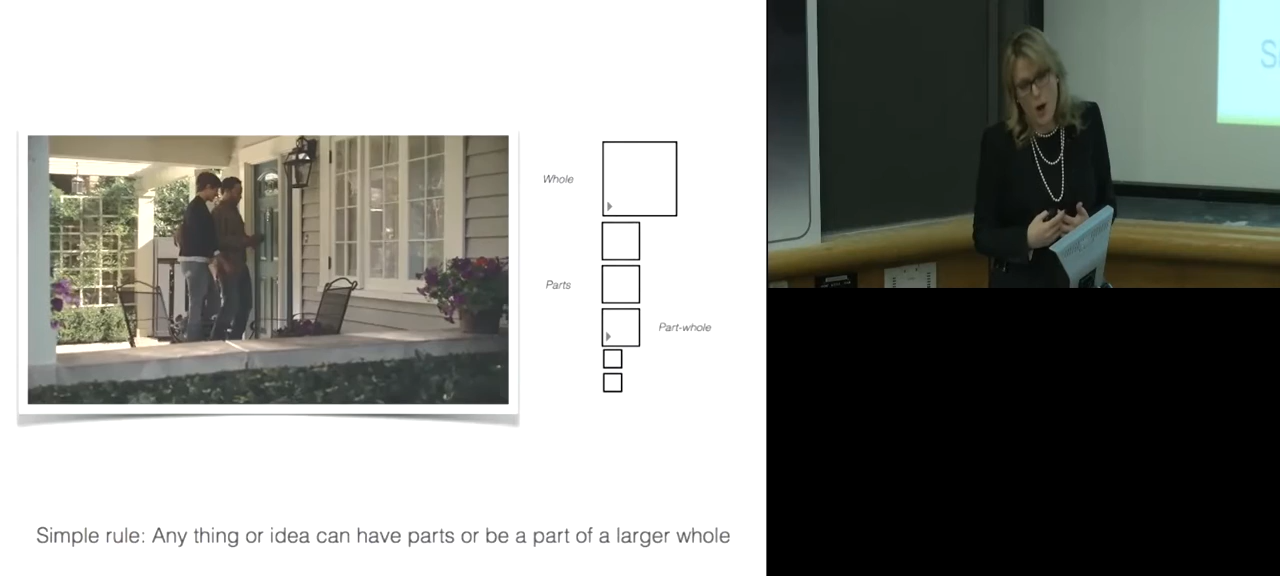 Whole
Parts
Part-whole
Simple rule: Any thing or idea can have parts or be a part of a larger whole